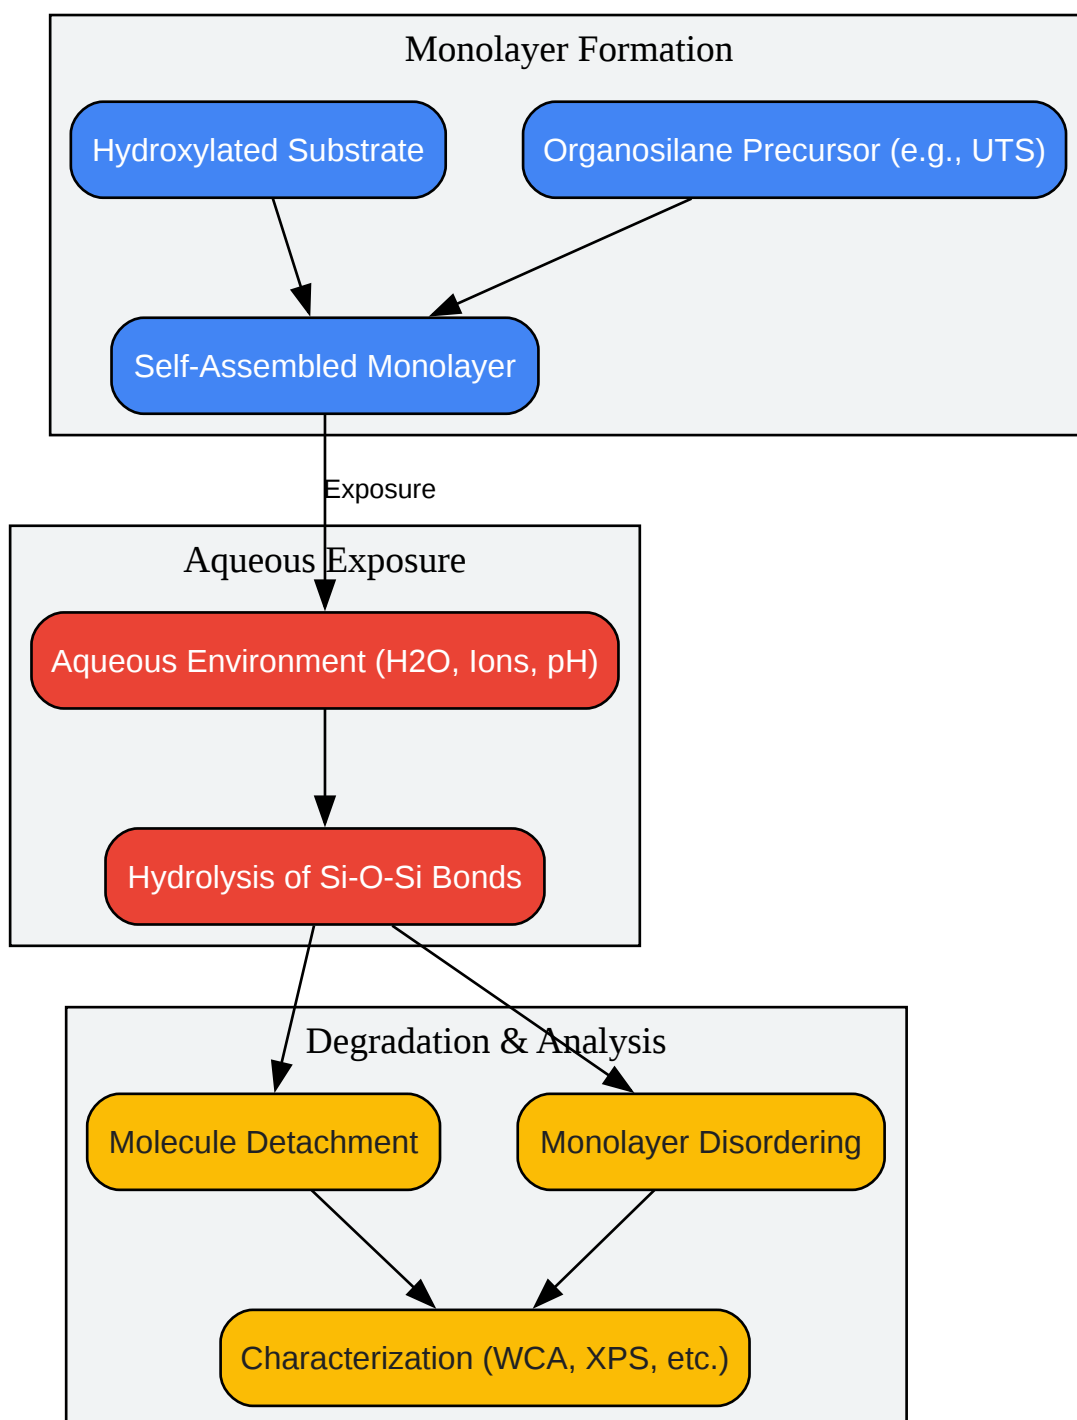 Monolayer Formation
Hydroxylated Substrate
Organosilane Precursor (e.g., UTS)
Self-Assembled Monolayer
Exposure
Aqueous Exposure
Aqueous Environment (H2O, Ions, pH)
Hydrolysis of Si-O-Si Bonds
Degradation & Analysis
Molecule Detachment
Monolayer Disordering
Characterization (WCA, XPS, etc.)